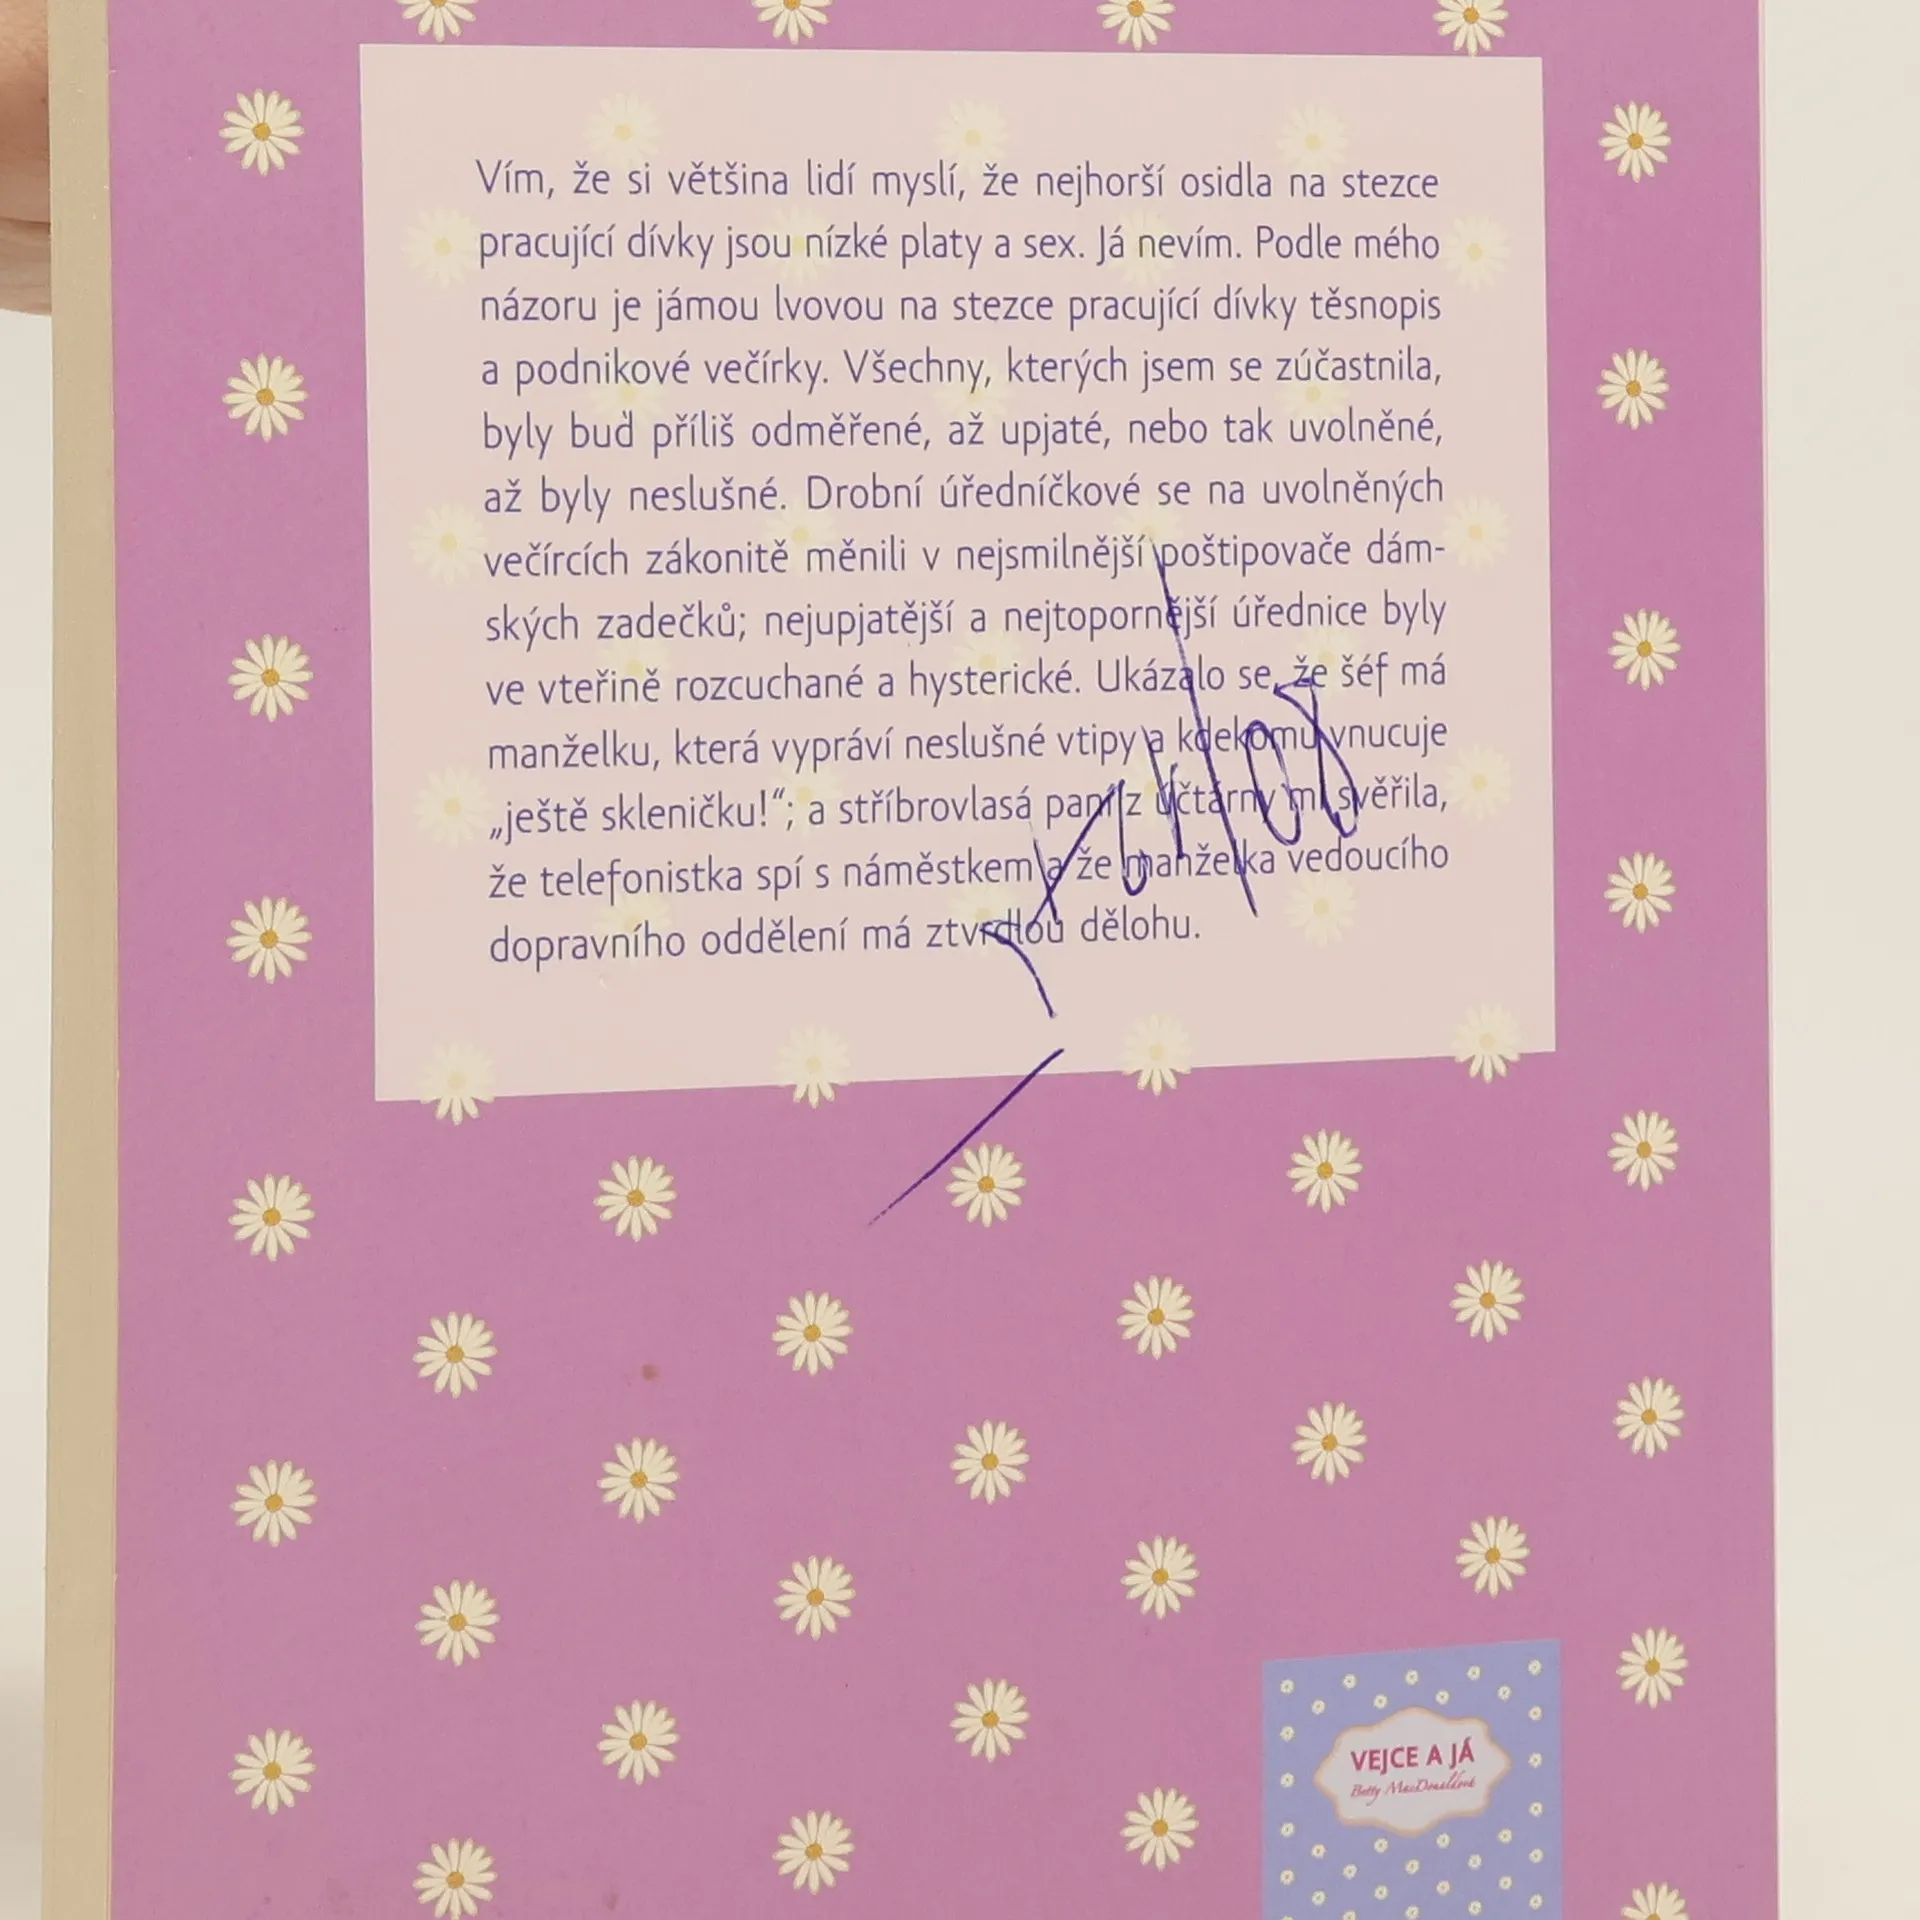 Vím, že si většina lidí myslí, že nejhorší osidla na stezce
pracující dívky jsou nízké platy a sex. Já nevím. Podle mého
názoru je jámou lvovou na stezce pracující dívky těsnopis
a podnikové večírky. Všechny, kterých jsem se zúčastnila,
byly buď příliš odměřené, až upjaté, nebo tak uvolněné,
až byly neslušné. Drobní úředníčkové se na uvolněných
večírcích zákonitě měnili v nejsmilnější poštipovače dám-
ských zadečků; nejupjatější a nejtopornější úřednice byly
ve vteřině rozcuchané a hysterické. Ukázalo se, že šéf má
manželku, která vypráví neslušné vtipy a kdekomu vnucuje
„ještě skleničku!“; a stříbrovlasá paní z účtárny mi svěřila,
že telefonistka spí s náměstkem a že manželka vedoucího
dopravního oddělení má ztvrdlou dělohu.
VEJCE A JÁ
Betty MacDonaldová